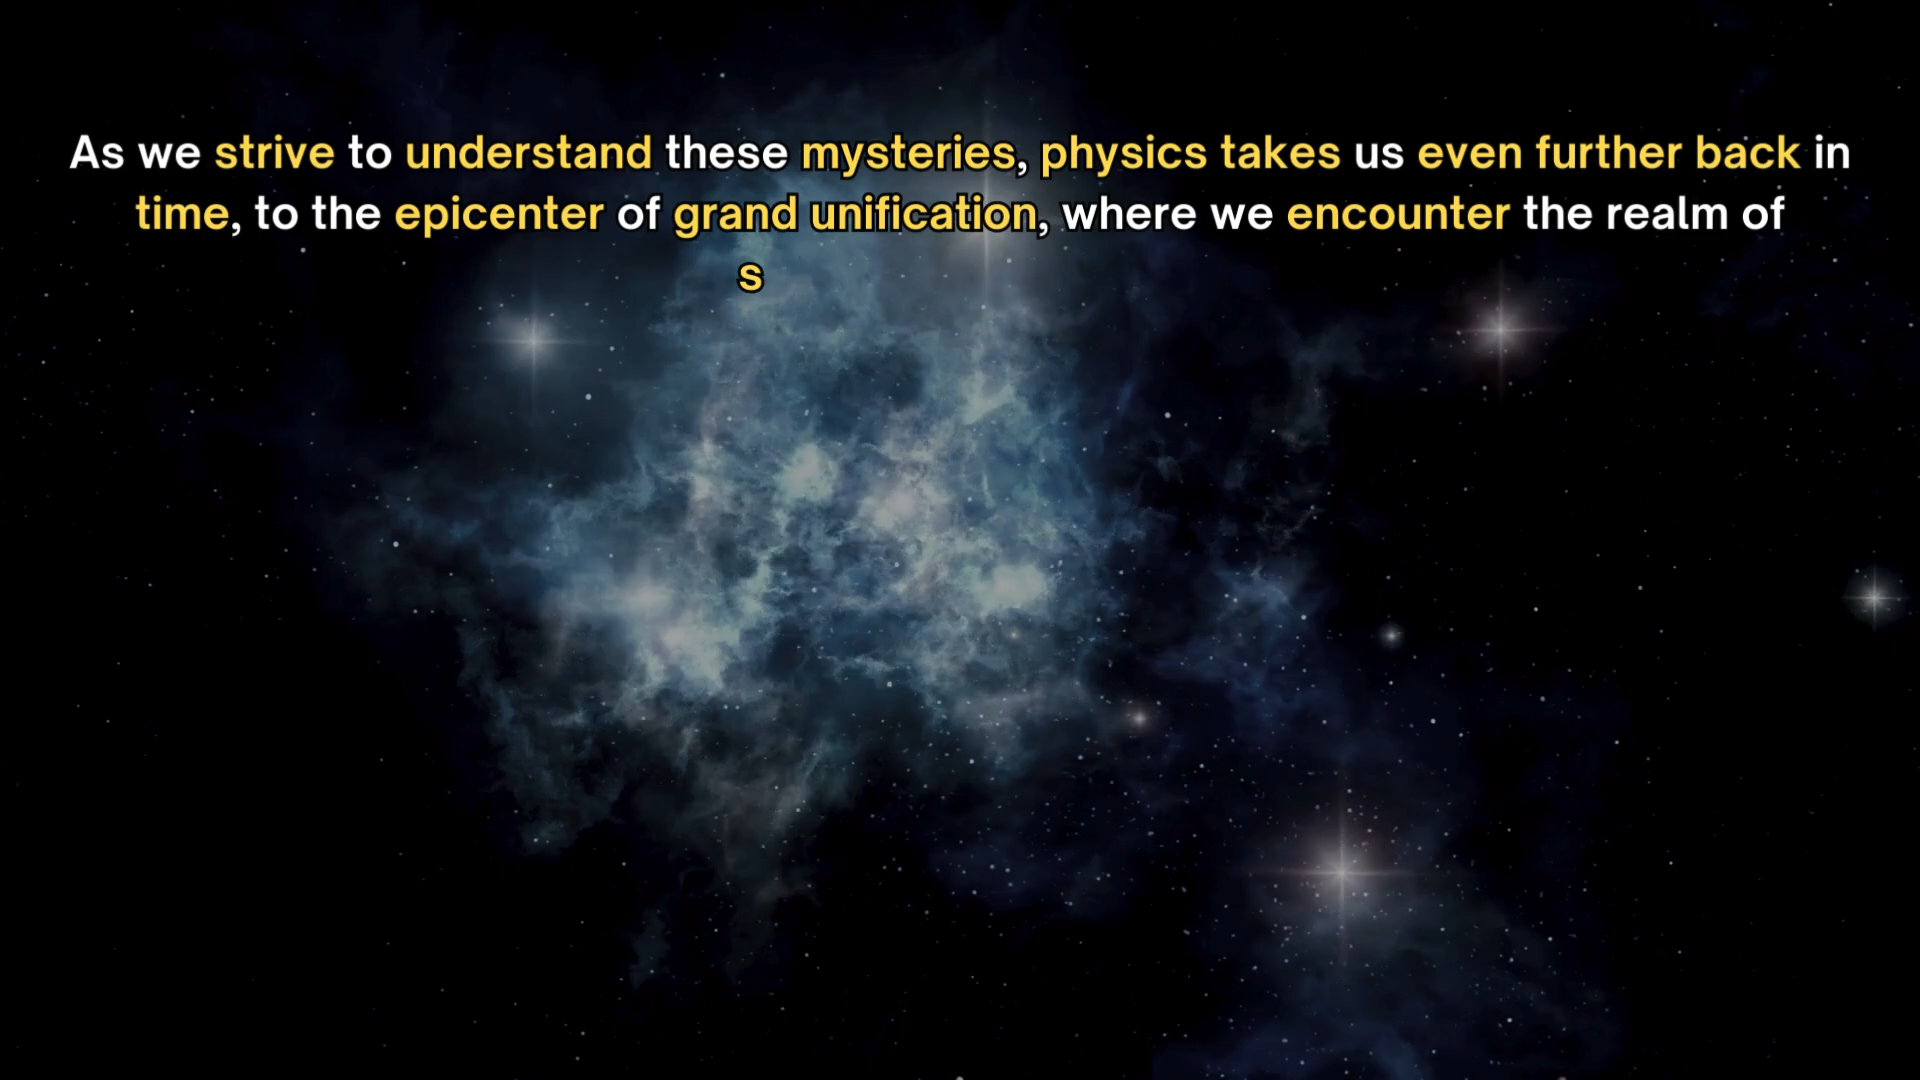 As we strive to understand these mysteries, physics takes us even further back in
time, to the epicenter of grand unification, where we encounter the realm of
s